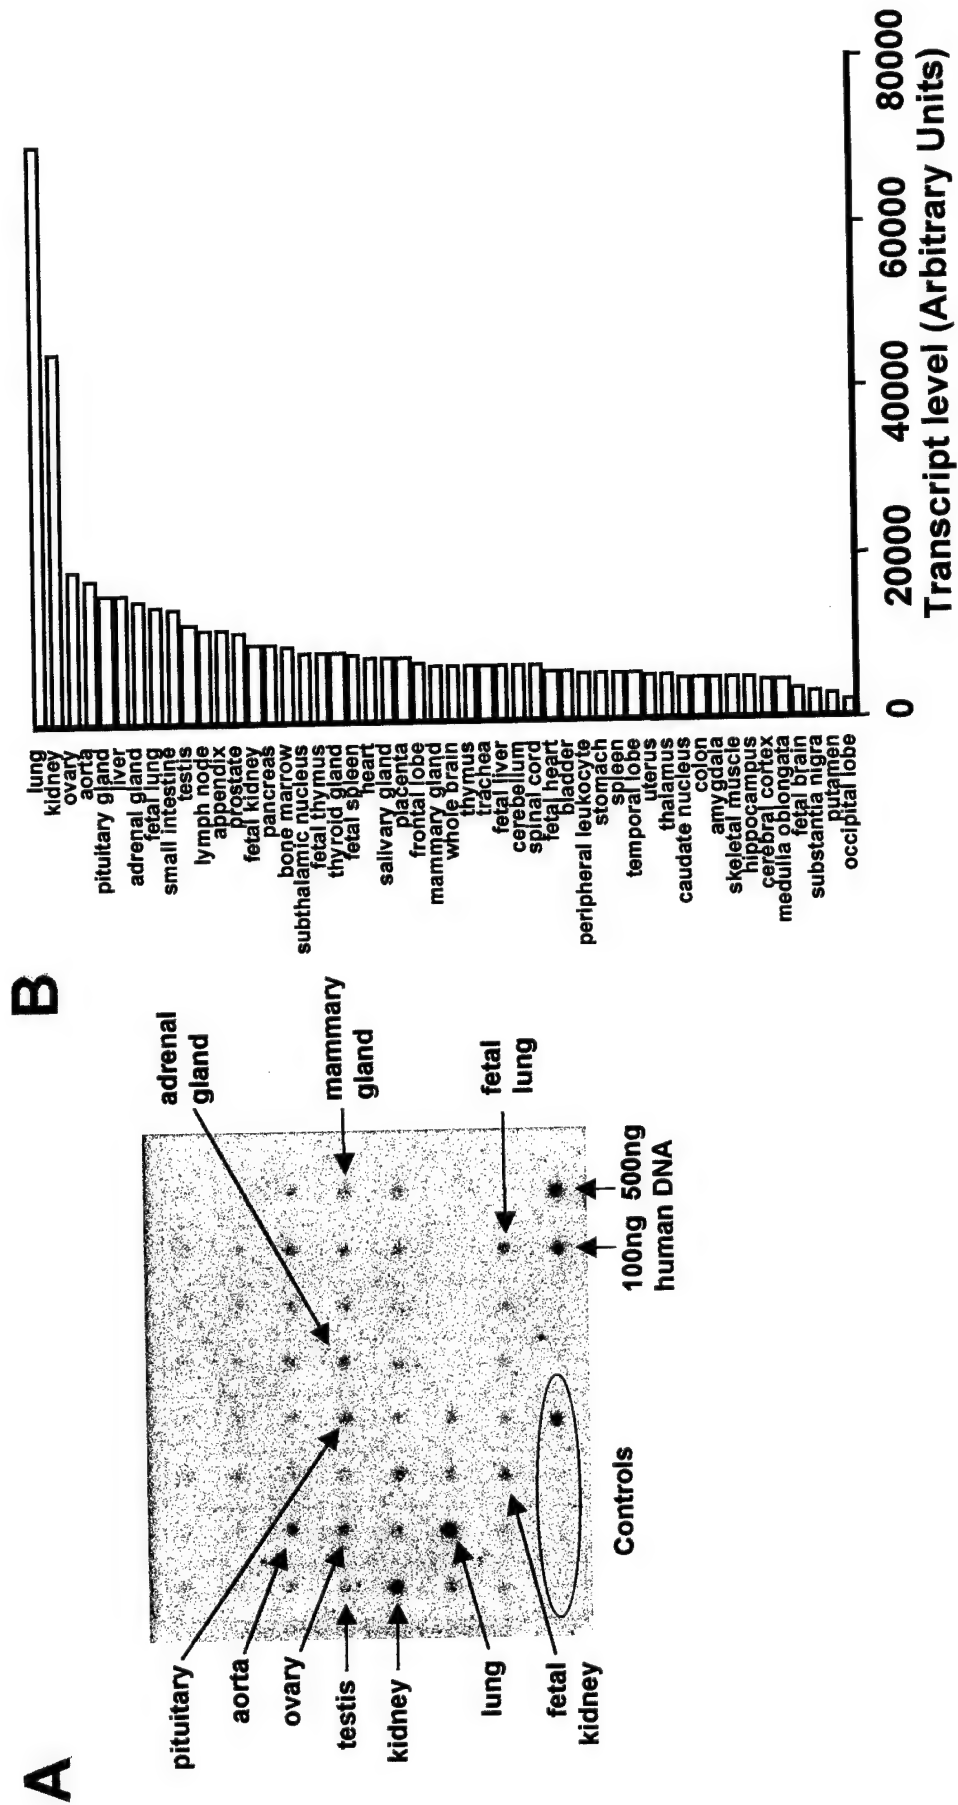 A
pituitary
aorta
ovary
testis
kidney
lung
fetal
kidney
adrenal
gland
mammary
gland
fetal
lung
Controls
100ng 500ng
human DNA
B
lung
kidney
ovary
aorta
pituitary gland
liver
adrenal gland
fetal lung
small intestine
testis
lymph node
appendix
prostate
fetal kidney
pancreas
bone marrow
subthalamic nucleus
fetal thymus
thyroid gland
fetal spleen
heart
salivary gland
placenta
frontal lobe
mammary gland
whole brain
thymus
trachea
fetal liver
cerebellum
spinal cord
fetal heart
bladder
peripheral leukocyte
stomach
spleen
temporal lobe
uterus
thalamus
caudate nucleus
colon
amygdala
skeletal muscle
hippocampus
cerebral cortex
medulla oblongata
fetal brain
substantia nigra
putamen
occipital lobe
0 20000 40000 60000 80000
Transcript level (Arbitrary Units)